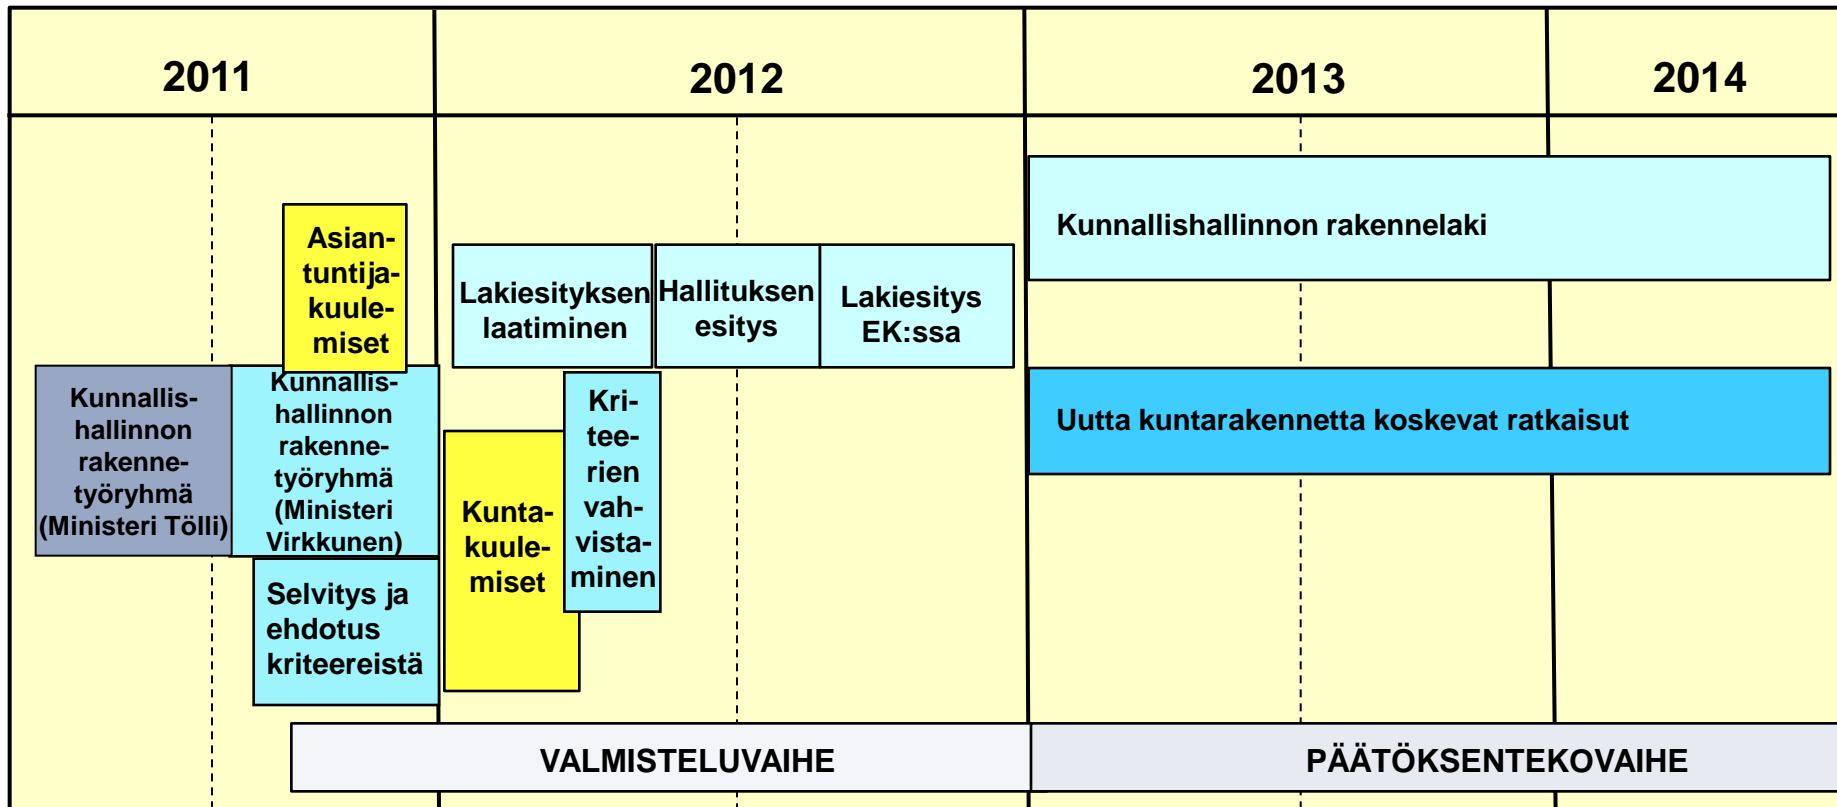 2011
2012
2013
2014
Asian-
tuntija-
kuule-
miset
Lakiesityksen
laatiminen
Hallituksen
esitys
Lakiesitys
EK:ssa
Kunnallishallinnon rakennelaki
Kunnallis-
hallinnon
rakenne-
työryhmä
(Ministeri Tölli)
Kunnallis-
hallinnon
rakenne-
työryhmä
(Ministeri
Virkkunen)
Selvitys ja
ehdotus
kriteereistä
Kunta-
kuule-
miset
Kri-
tee-
rien
vah-
vista-
minen
Uutta kuntarakennetta koskevat ratkaisut
VALMISTELUVAIHE
PÄÄTÖKSENTEKOVAIHE